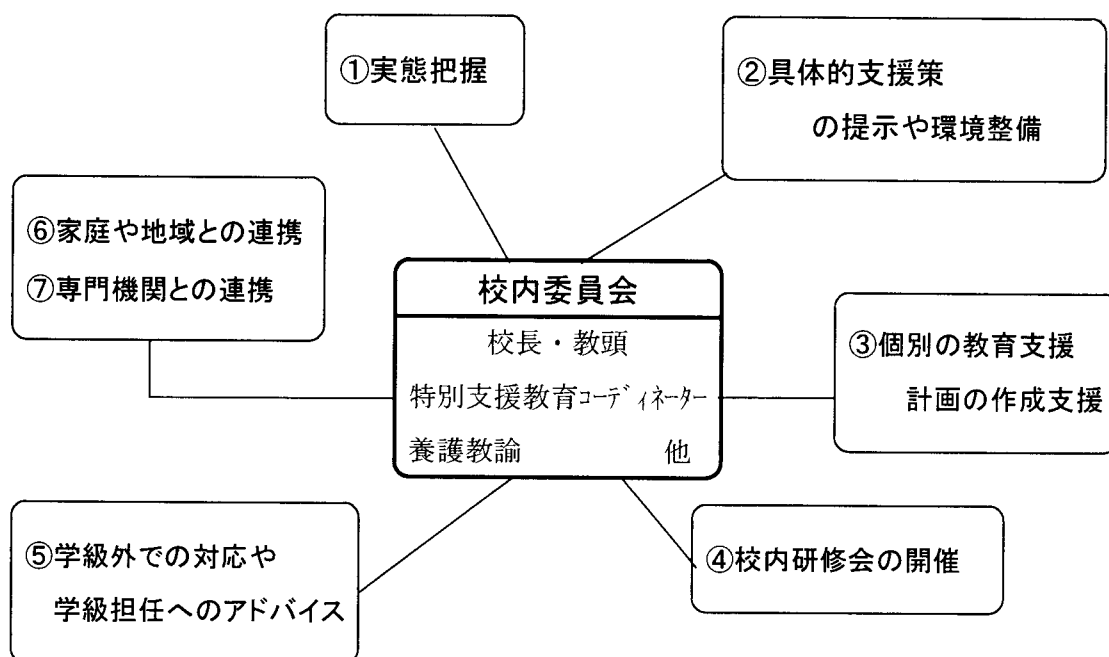 ①実態把握
②具体的支援策
の提示や環境整備
⑥家庭や地域との連携
⑦専門機関との連携
校内委員会
校長・教頭
特別支援教育ｺｰﾃﾞｨﾈｰﾀｰ
養護教諭 他
③個別の教育支援
計画の作成支援
⑤学級外での対応や
学級担任へのアドバイス
④校内研修会の開催